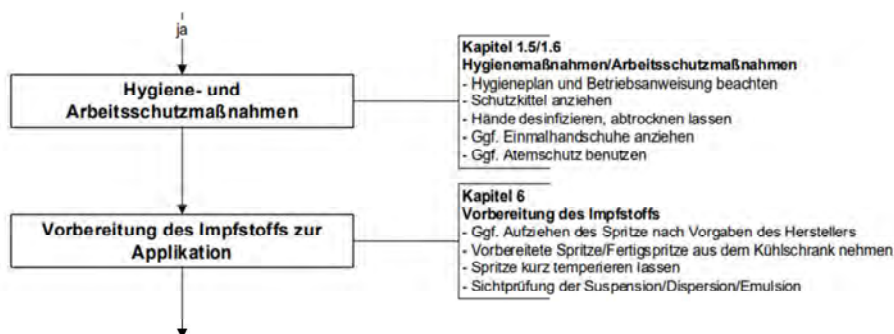 ja
Hygiene- und
Arbeitsschutzmaßnahmen
Kapitel 1.5/1.6
Hygienemaßnahmen/Arbeitsschutzmaßnahmen
- Hygieneplan und Betriebsanweisung beachten
- Schutzkittel anziehen
- Hände desinfizieren, abtrocknen lassen
- Ggf. Einmalhandschuhe anziehen
- Ggf. Atemschutz benutzen
Vorbereitung des Impfstoffs zur
Applikation
Kapitel 6
Vorbereitung des Impfstoffs
- Ggf. Aufziehen des Spritze nach Vorgaben des Herstellers
- Vorbereitete Spritze/Fertigspritze aus dem Kühlschrank nehmen
- Spritze kurz temperieren lassen
- Sichtprüfung der Suspension/Dispersion/Emulsion